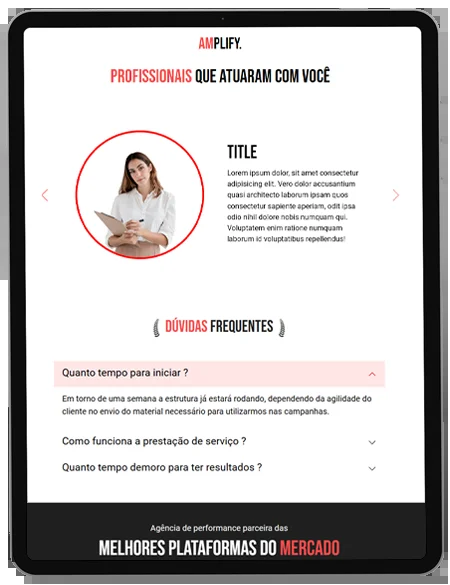 AMPLIFY.
PROFISSIONAIS QUE ATUARAM COM VOCÊ
TITLE
Lorem ipsum dolor, sit amet consectetur
adipisicing elit. Vero dolor accusantium
quasi architecto laborum ipsam quos
consectetur sapiente aperiam, odit ipsa
odio nihil dolore nobis numquam qui.
Voluptatem enim ratione numquam
laborum id voluptatibus repellendus!
DÚVIDAS FREQUENTES
Quanto tempo para iniciar ?
Em torno de uma semana a estrutura já estará rodando, dependendo da agilidade do
cliente no envio do material necessário para utilizarmos nas campanhas.
Como funciona a prestação de serviço ?
Quanto tempo demoro para ter resultados ?
Agência de performance parceira das
MELHORES PLATAFORMAS DO MERCADO